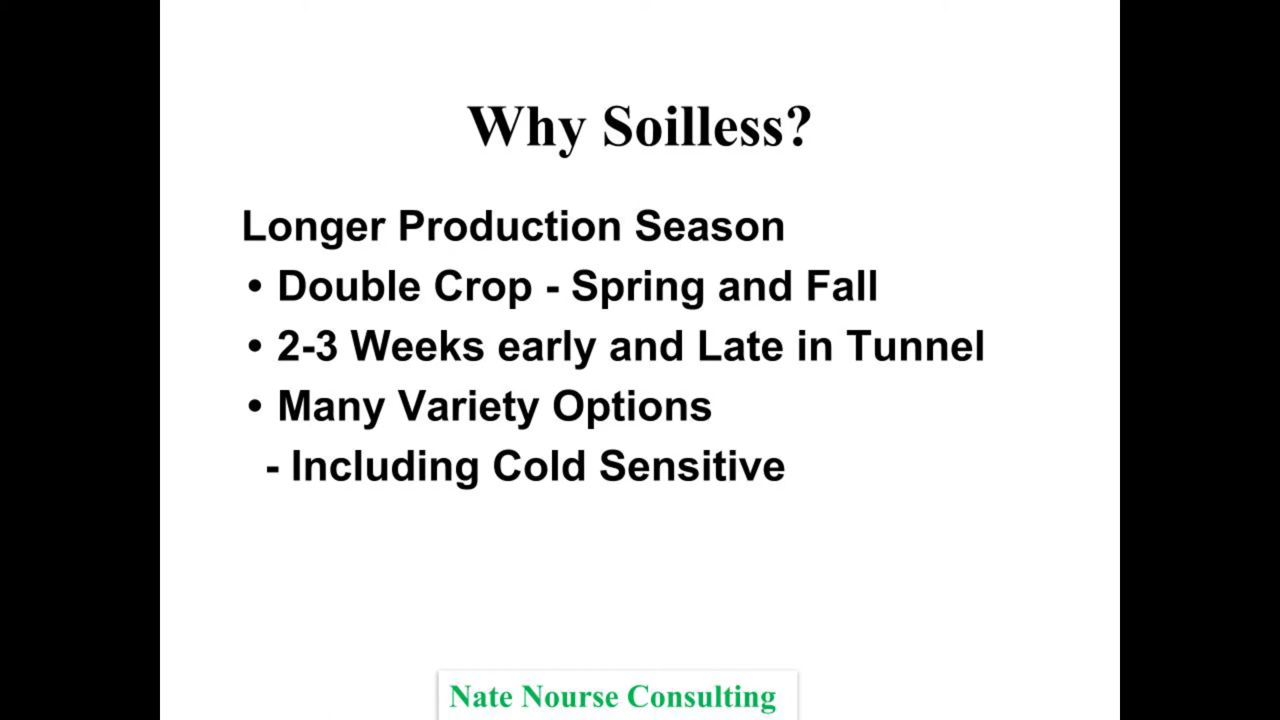 Why Soilless?
Longer Production Season
• Double Crop - Spring and Fall
• 2-3 Weeks early and Late in Tunnel
• Many Variety Options
- Including Cold Sensitive
Nate Nourse Consulting